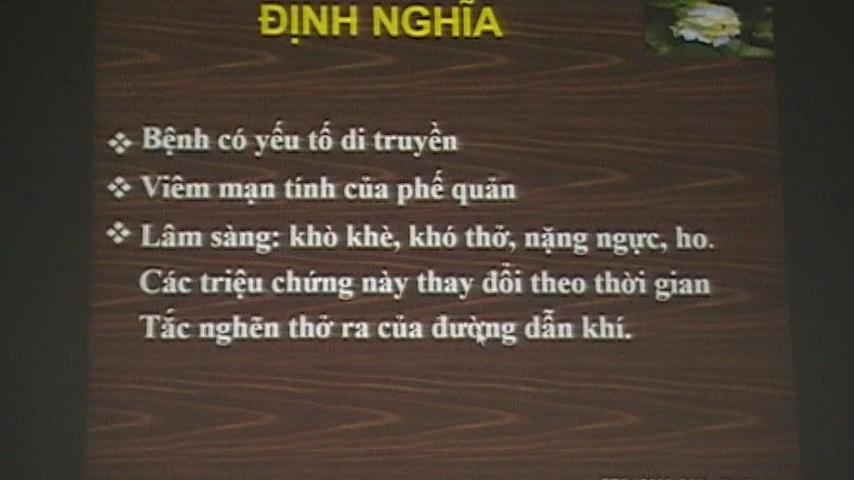 ĐỊNH NGHĨA
❖ Bệnh có yếu tố di truyền
❖ Viêm mạn tính của phế quản
❖ Lâm sàng: khò khè, khó thở, nặng ngực, ho.
Các triệu chứng này thay đổi theo thời gian
Tắc nghẽn thở ra của đường dẫn khí.